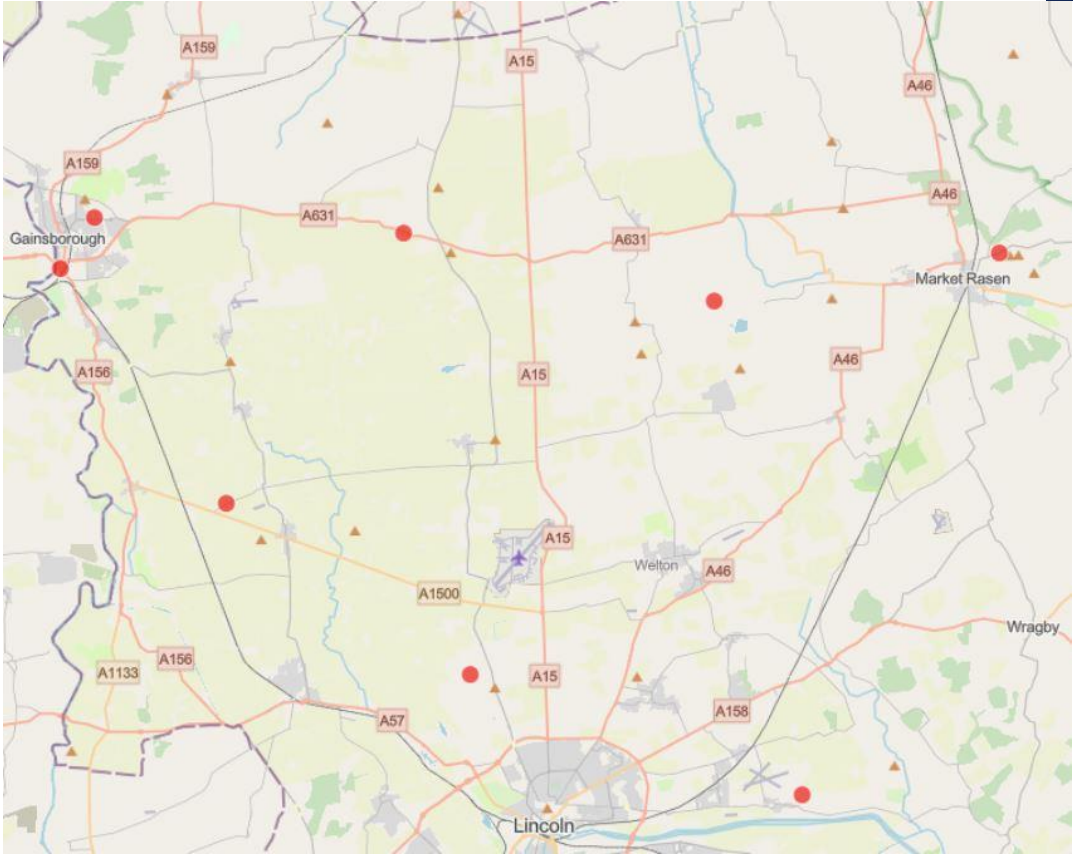 A159
A15
A46
A159
A631
A46
Gainsborough
A631
Market Rasen
A156
A15
A46
A15
Welton
A46
A1500
Wragby
A1133
A156
A15
A57
A158
Lincoln